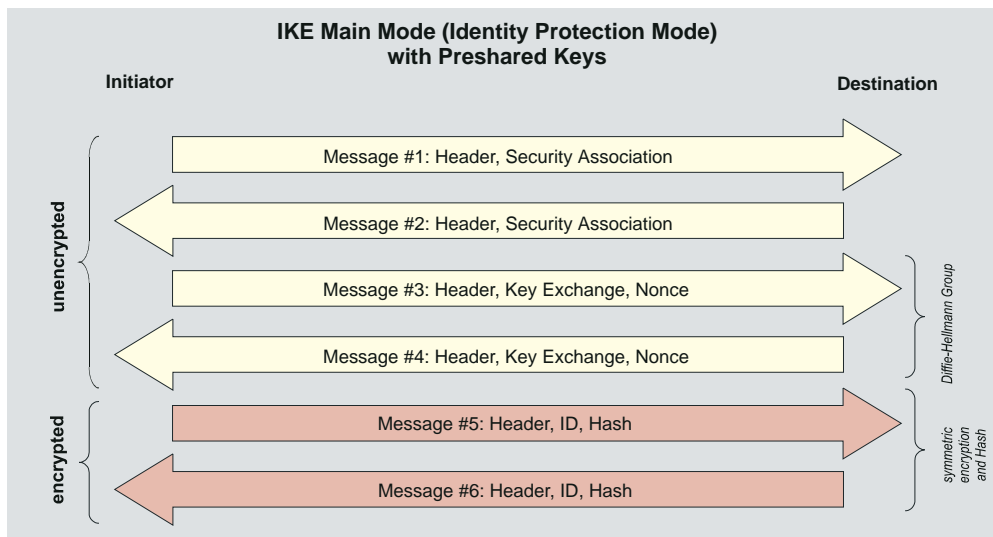 IKE Main Mode (Identity Protection Mode)
with Preshared Keys
Initiator
Destination
Message #1: Header, Security Association
Message #2: Header, Security Association
Message #3: Header, Key Exchange, Nonce
Message #4: Header, Key Exchange, Nonce
Message #5: Header, ID, Hash
Message #6: Header, ID, Hash
unencrypted
encrypted
Diffie-Hellmann Group
symmetric
encryption
and Hash